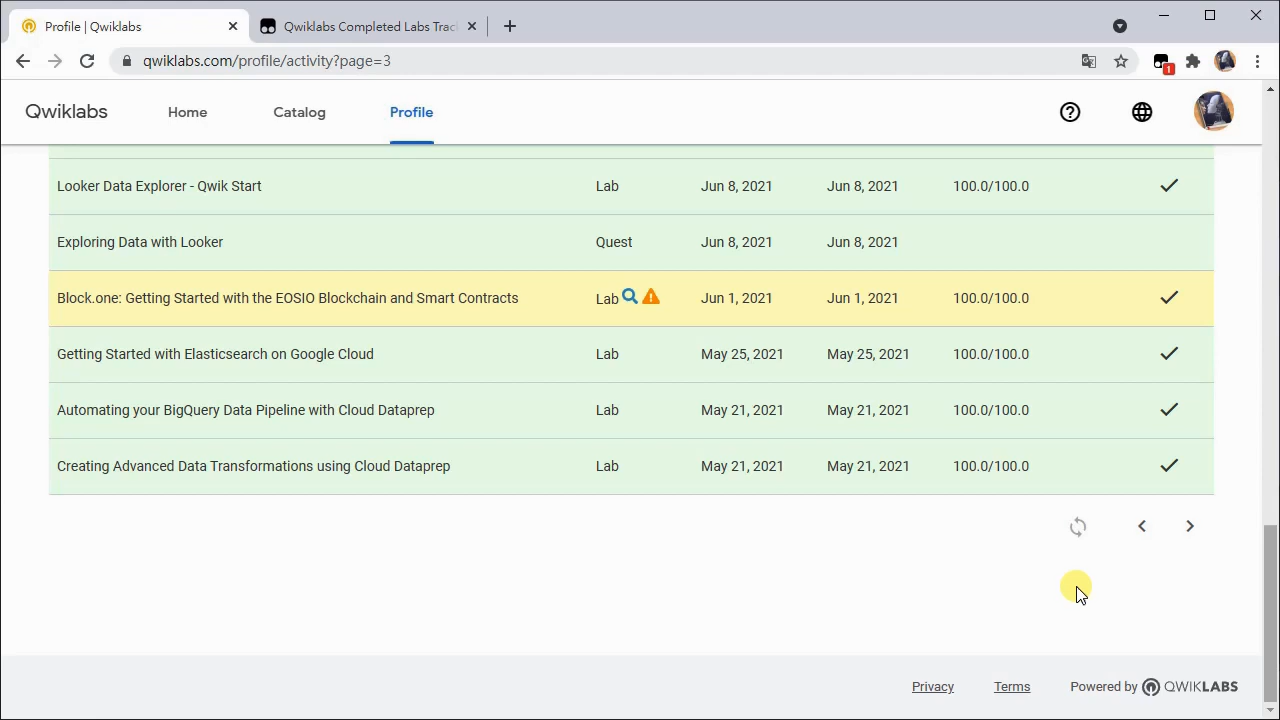 Profile | Qwiklabs
Qwiklabs Completed Labs Trac
qwiklabs.com/profile/activity?page=3
1
Qwiklabs Home Catalog Profile
Looker Data Explorer - Qwik Start Lab Jun 8, 2021 Jun 8, 2021 100.0/100.0
Exploring Data with Looker Quest Jun 8, 2021 Jun 8, 2021
Block.one: Getting Started with the EOSIO Blockchain and Smart Contracts Lab Jun 1, 2021 Jun 1, 2021 100.0/100.0
Getting Started with Elasticsearch on Google Cloud Lab May 25, 2021 May 25, 2021 100.0/100.0
Automating your BigQuery Data Pipeline with Cloud Dataprep Lab May 21, 2021 May 21, 2021 100.0/100.0
Creating Advanced Data Transformations using Cloud Dataprep Lab May 21, 2021 May 21, 2021 100.0/100.0
Privacy Terms Powered by QWIKLABS